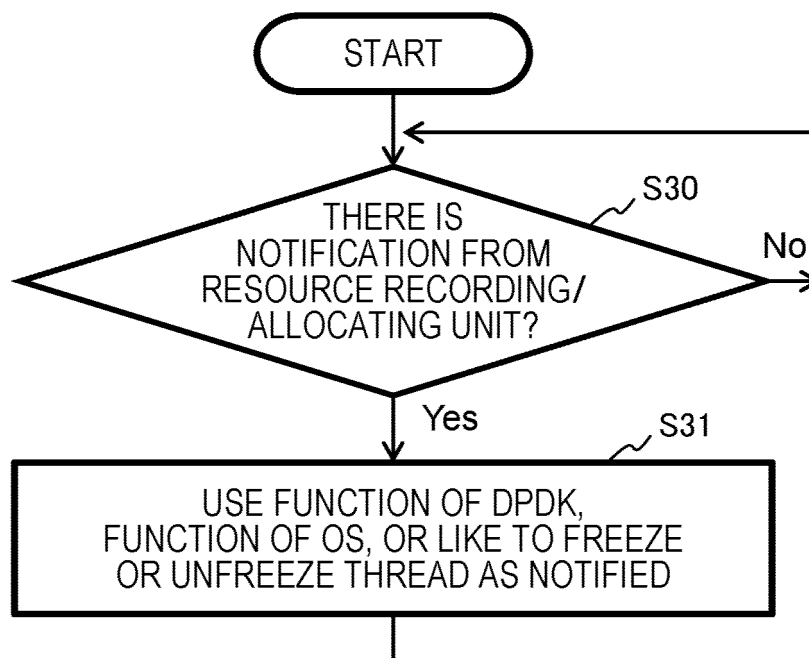 START
S30
THERE IS
NOTIFICATION FROM
RESOURCE RECORDING/
ALLOCATING UNIT?
No
Yes
S31
USE FUNCTION OF DPDK,
FUNCTION OF OS, OR LIKE TO FREEZE
OR UNFREEZE THREAD AS NOTIFIED